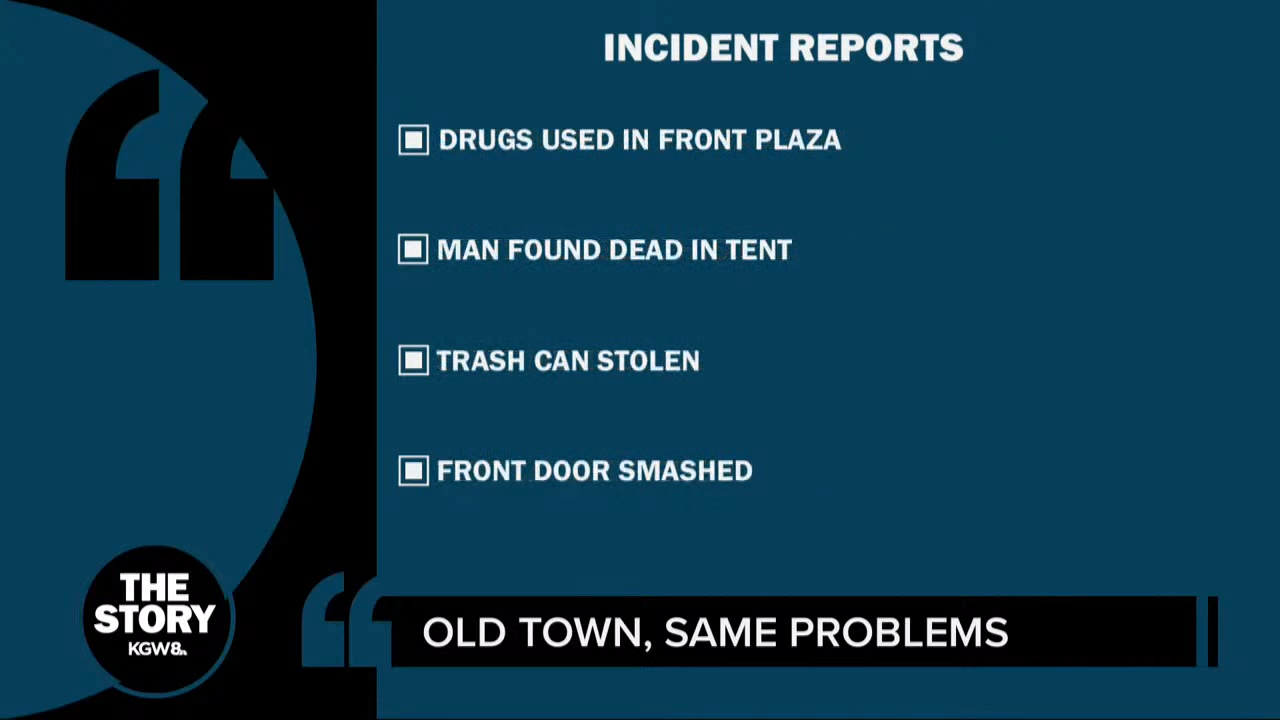 INCIDENT REPORTS
DRUGS USED IN FRONT PLAZA
MAN FOUND DEAD IN TENT
TRASH CAN STOLEN
FRONT DOOR SMASHED
THE
STORY
KGW8
OLD TOWN, SAME PROBLEMS